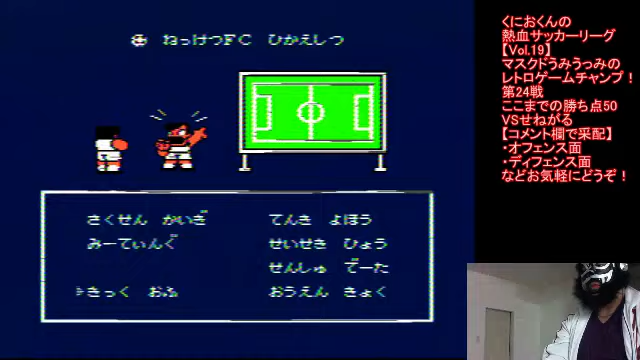 ねっけつFC ひかえしつ
さくせん かいぎ
みーてぃんぐ
▶きっく おふ
てんき よほう
せいせき ひょう
せんしゅ でーた
おうえん きょく
くにおくんの
熱血サッカーリーグ
【Vol.19】
マスクドうみうっみの
レトロゲームチャンプ！
第24戦
ここまでの勝ち点50
VSせねがる
【コメント欄で采配】
・オフェンス面
・ディフェンス面
などお気軽にどうぞ！